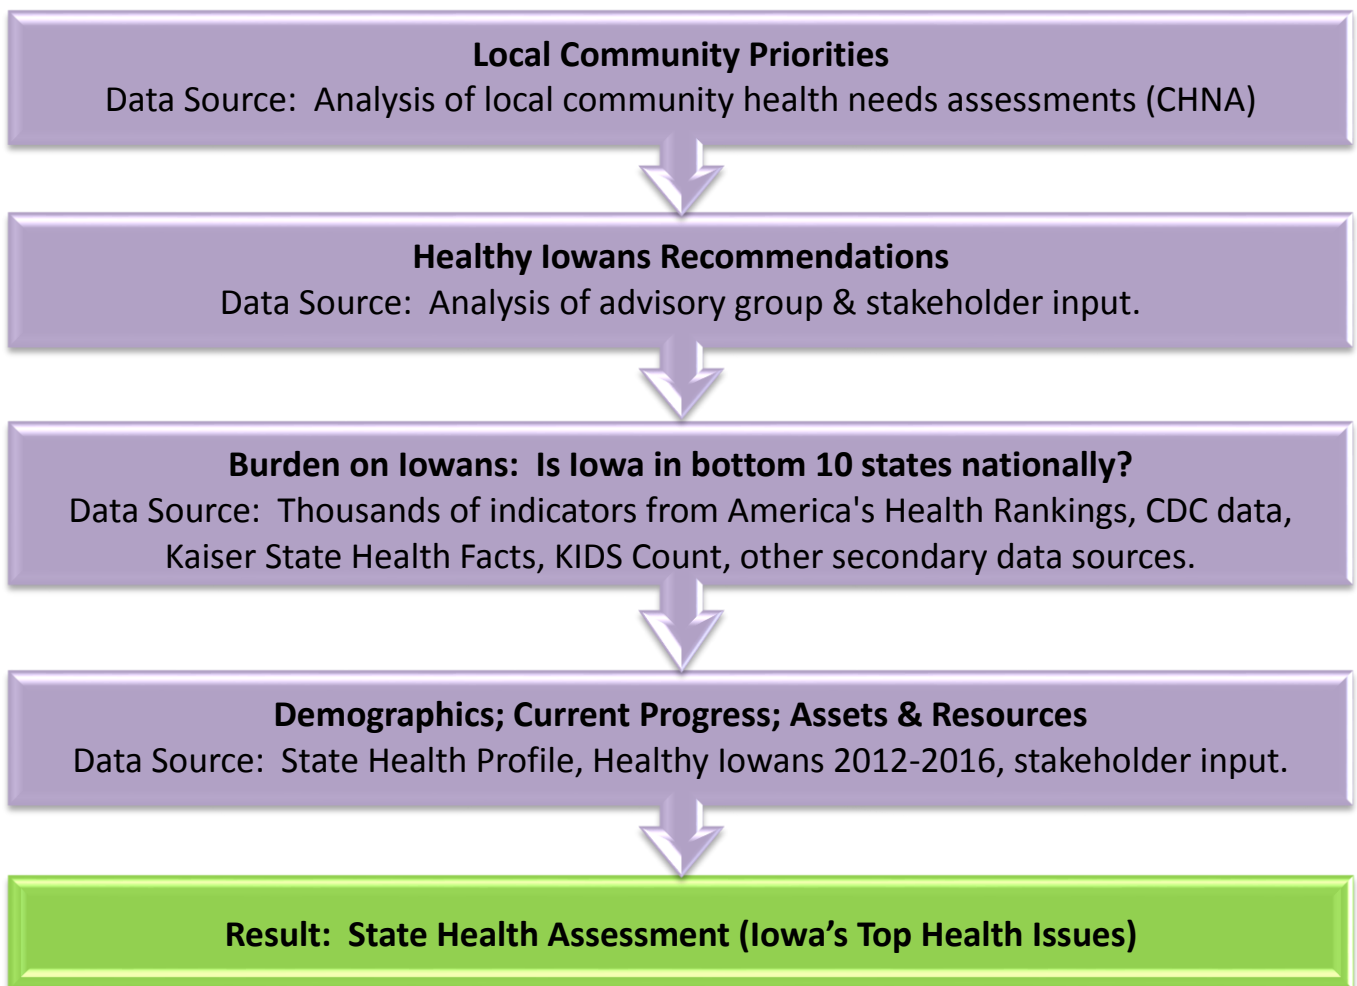 Local Community Priorities
Data Source:  Analysis of local community health needs assessments (CHNA)
Healthy Iowans Recommendations
Data Source:  Analysis of advisory group & stakeholder input.
Burden on Iowans:  Is Iowa in bottom 10 states nationally?
Data Source:  Thousands of indicators from America's Health Rankings, CDC data,
Kaiser State Health Facts, KIDS Count, other secondary data sources.
Demographics; Current Progress; Assets & Resources
Data Source:  State Health Profile, Healthy Iowans 2012-2016, stakeholder input.
Result:  State Health Assessment (Iowa’s Top Health Issues)